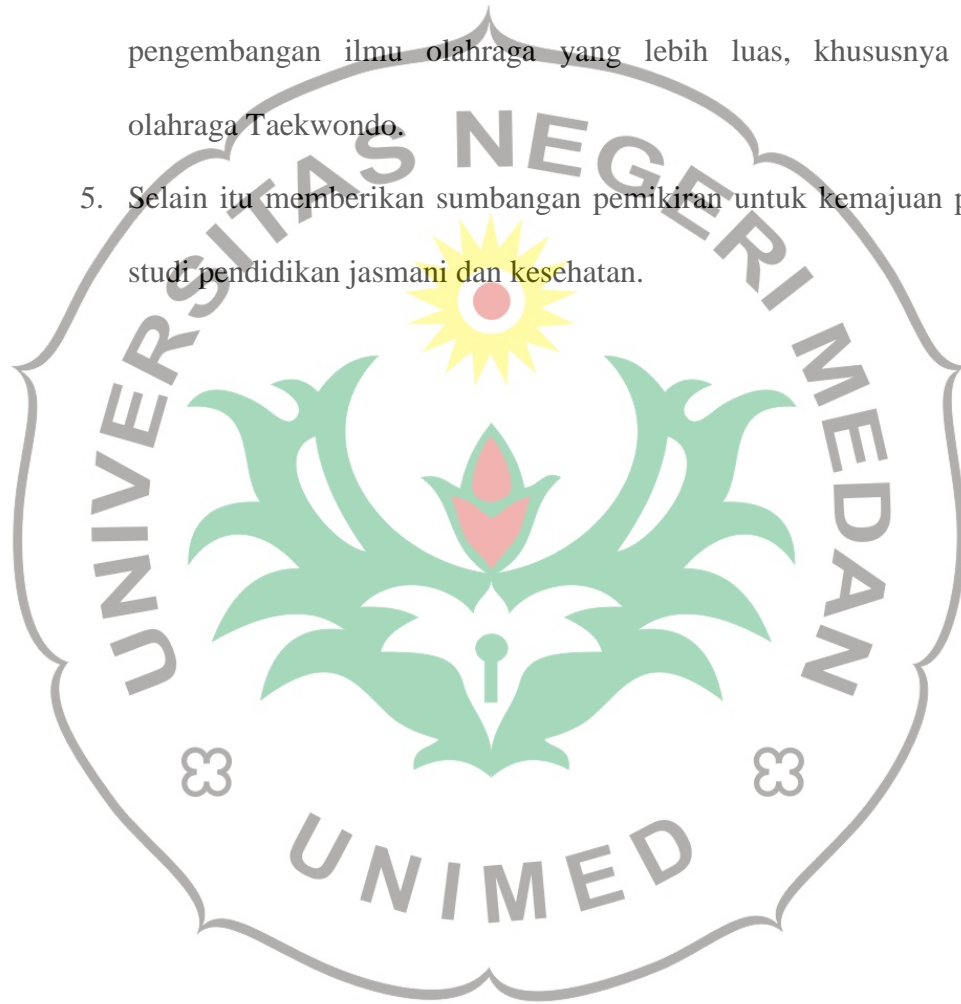 pengembangan ilmu olahraga yang lebih luas, khususnya
olahraga Taekwondo.
5. Selain itu memberikan sumbangan pemikiran untuk kemajuan p
studi pendidikan jasmani dan kesehatan.
UNIVERSITAS NEGERI MEDAN
UNIMED